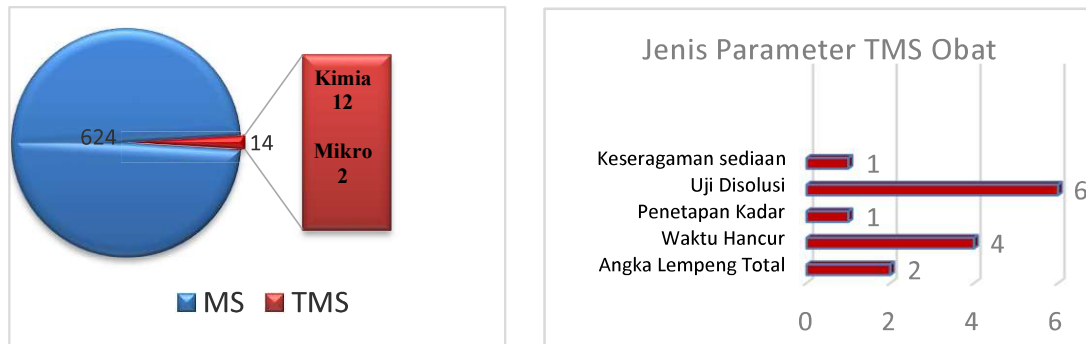 624
14
Kimia
12
Mikro
2
MS TMS
Jenis Parameter TMS Obat
Keseragaman sediaan 1
Uji Disolusi 6
Penetapan Kadar 1
Waktu Hancur 4
Angka Lempeng Total 2
0 2 4 6